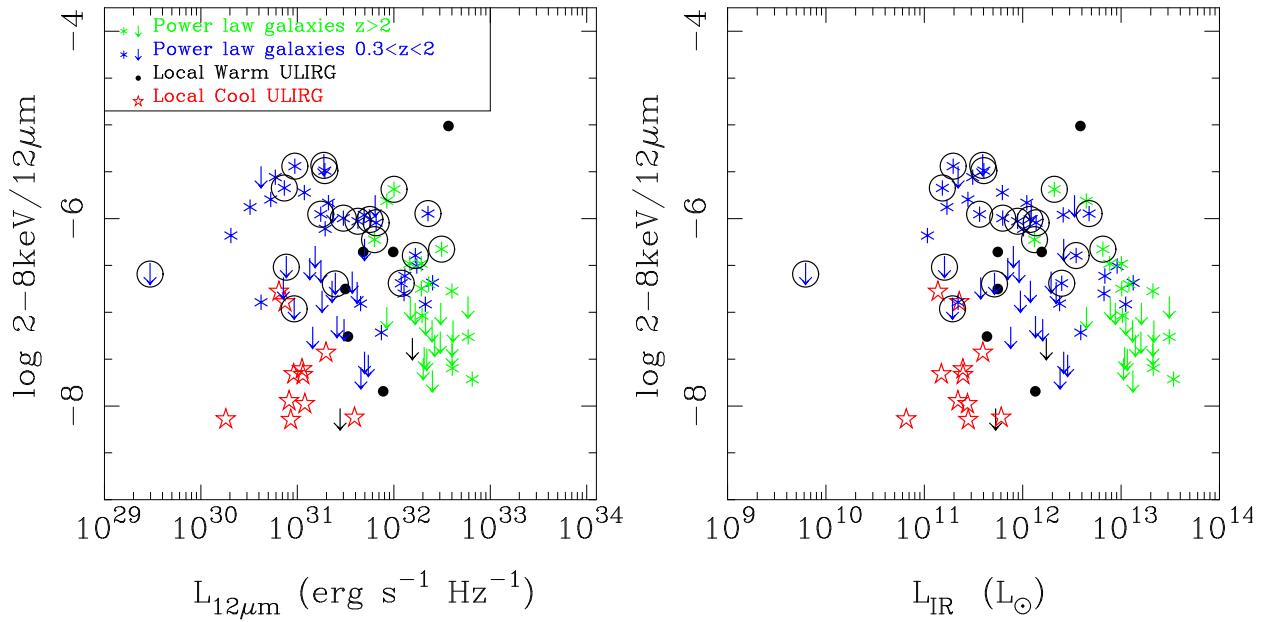 Power law galaxies z>2
Power law galaxies 0.3<z<2
Local Warm ULIRG
Local Cool ULIRG
log 2−8keV/12μm
−4
−6
−8
10^29 10^30 10^31 10^32 10^33 10^34
L_12μm (erg s^−1 Hz^−1)
log 2−8keV/12μm
−4
−6
−8
10^9 10^10 10^11 10^12 10^13 10^14
L_IR (L_⊙)